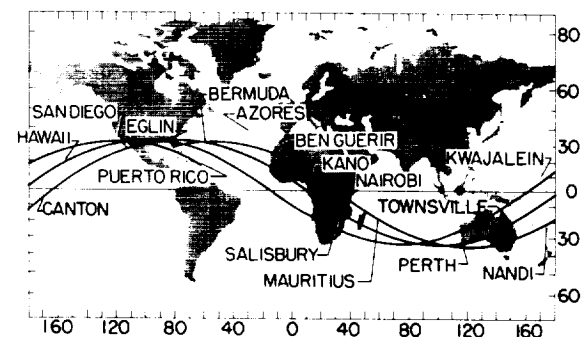 80
60
BERMUDA
SAN DIEGO
AZORES
EGLIN
30
HAWAII
BEN GUERIR
KANO
KWAJALEIN
PUERTO RICO
NAIROBI
0
CANTON
TOWNSVILLE
30
SALISBURY
PERTH
MAURITIUS
NANDI
60
160 120 80 40 0 40 80 120 160